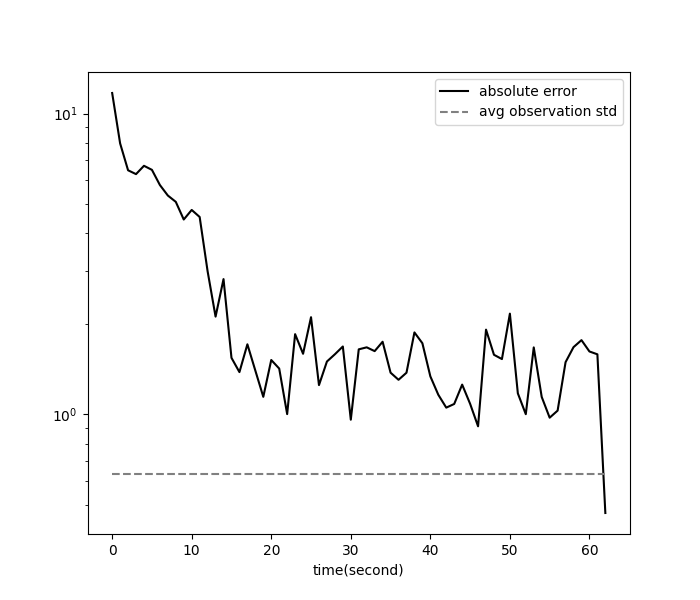 absolute error
avg observation std
10¹
10⁰
0 10 20 30 40 50 60
time(second)